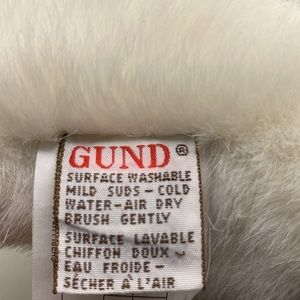 GUND®
SURFACE WASHABLE
MILD SUDS - COLD
WATER-AIR DRY
BRUSH GENTLY
SURFACE LAVABLE
CHIFFON DOUX -
EAU FROIDE -
SÉCHER À L'AIR